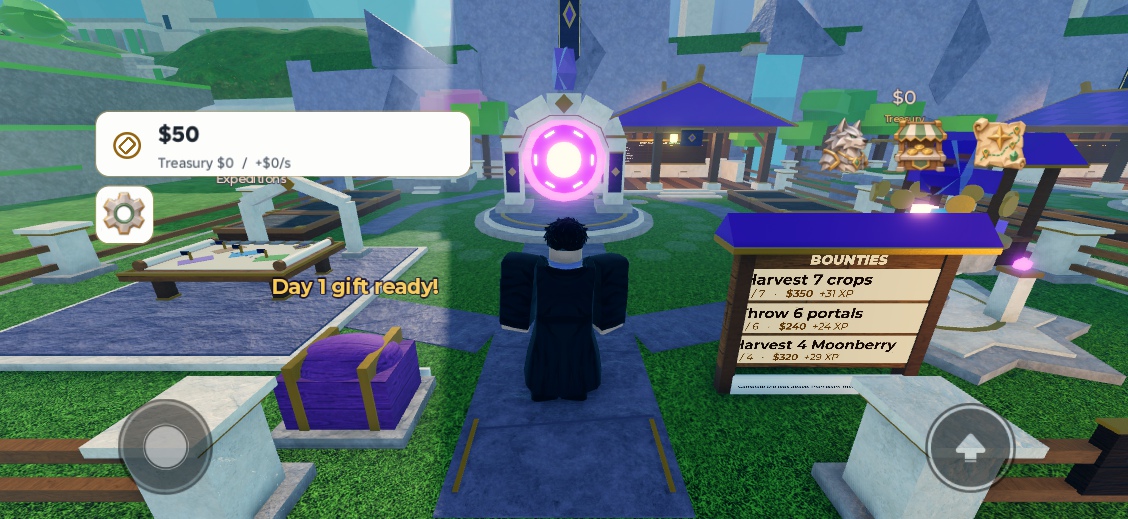 $0
Treasury
$50
Treasury $0 / +$0/s
Expeditions
Day 1 gift ready!
BOUNTIES
Harvest 7 crops
/ 7 · $350 +31 XP
Throw 6 portals
/ 6 · $240 +24 XP
Harvest 4 Moonberry
/ 4 · $320 +29 XP